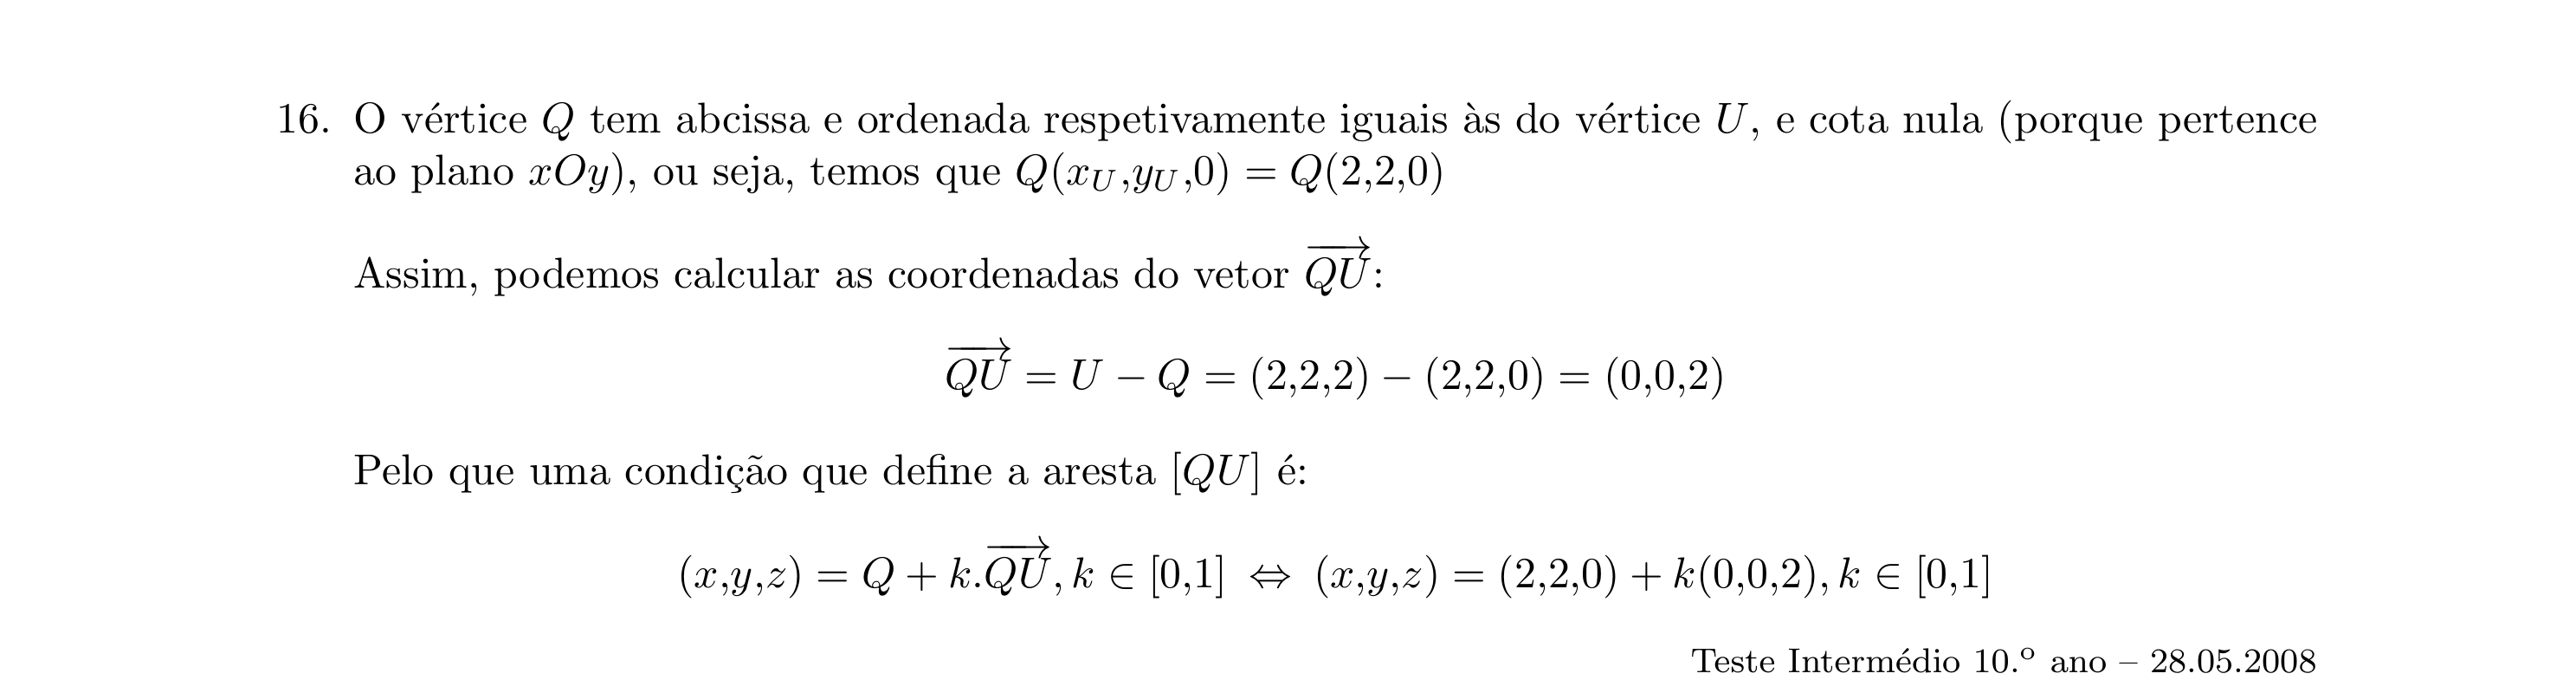 16. O vértice Q tem abcissa e ordenada respetivamente iguais às do vértice U, e cota nula (porque pertence
ao plano xOy), ou seja, temos que Q(x_U,y_U,0) = Q(2,2,0)
Assim, podemos calcular as coordenadas do vetor \overrightarrow{QU}:
\overrightarrow{QU} = U − Q = (2,2,2) − (2,2,0) = (0,0,2)
Pelo que uma condição que define a aresta [QU] é:
(x,y,z) = Q + k.\overrightarrow{QU}, k ∈ [0,1] ⇔ (x,y,z) = (2,2,0) + k(0,0,2), k ∈ [0,1]
Teste Intermédio 10.º ano – 28.05.2008